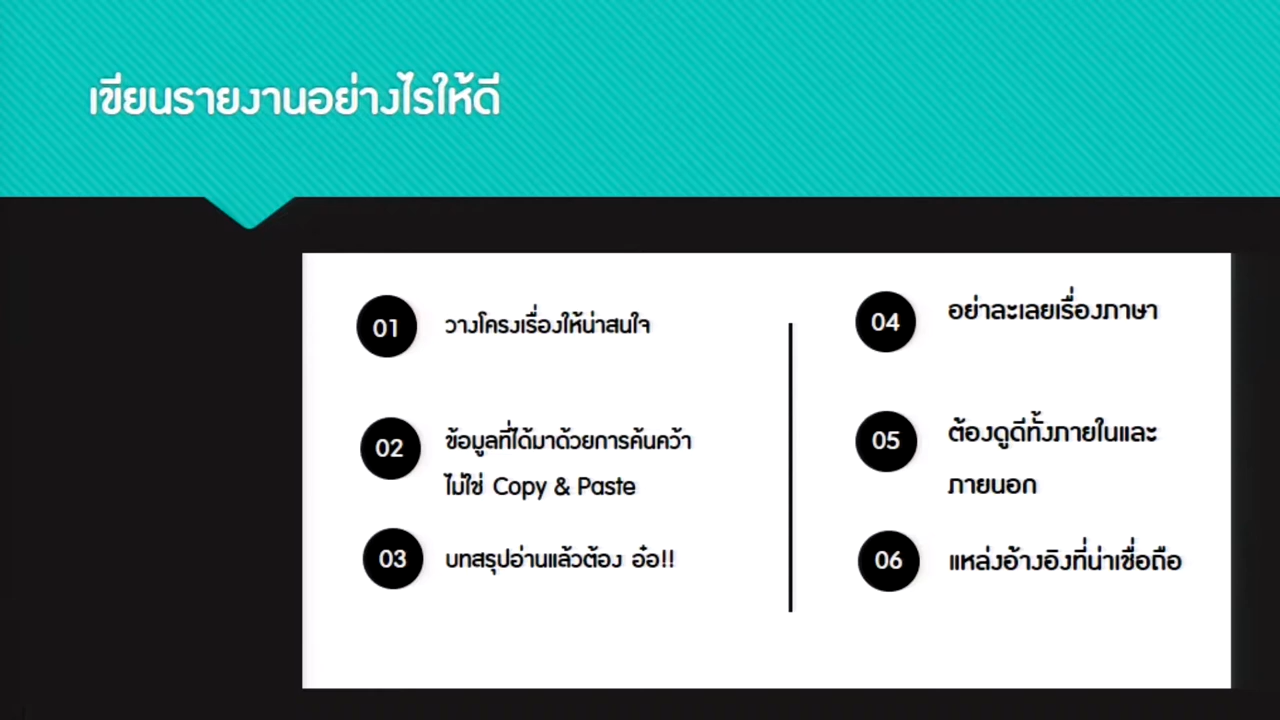 เขียนรายงานอย่างไรให้ดี
01
วางโครงเรื่องให้น่าสนใจ
02
ข้อมูลที่ได้มาด้วยการค้นคว้า
ไม่ใช่ Copy & Paste
03
บทสรุปอ่านแล้วต้อง อ๋อ!!
04
อย่าละเลยเรื่องภาษา
05
ต้องดูดีทั้งภายในและ
ภายนอก
06
แหล่งอ้างอิงที่น่าเชื่อถือ